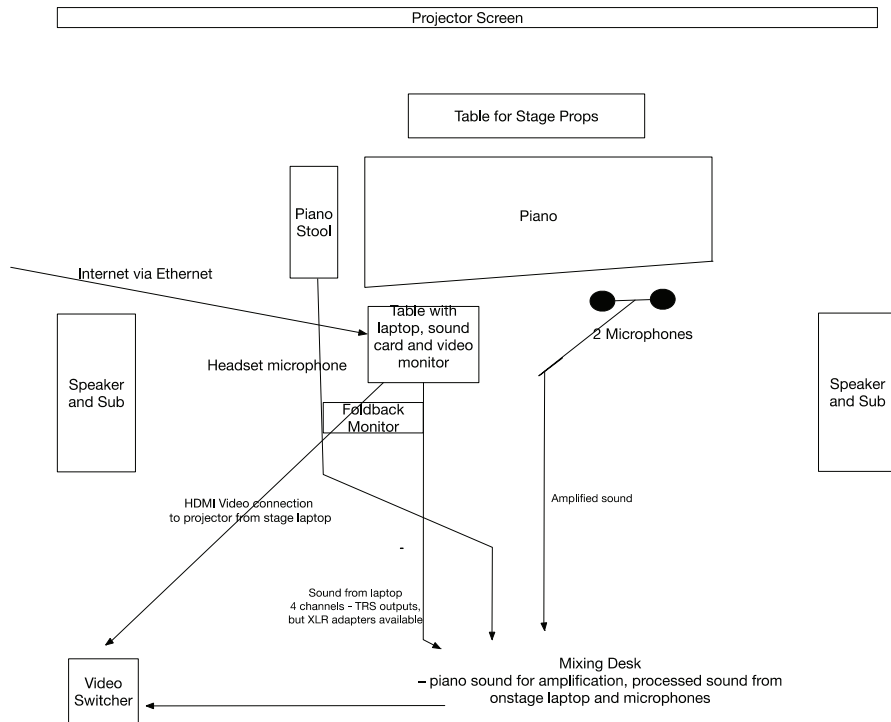 Projector Screen
Table for Stage Props
Piano
Stool
Piano
Internet via Ethernet
Table with
laptop, sound
card and video
monitor
2 Microphones
Headset microphone
Speaker
and Sub
Speaker
and Sub
Foldback
Monitor
HDMI Video connection
to projector from stage laptop
Amplified sound
-
Sound from laptop
4 channels - TRS outputs,
but XLR adapters available
Mixing Desk
– piano sound for amplification, processed sound from
onstage laptop and microphones
Video
Switcher